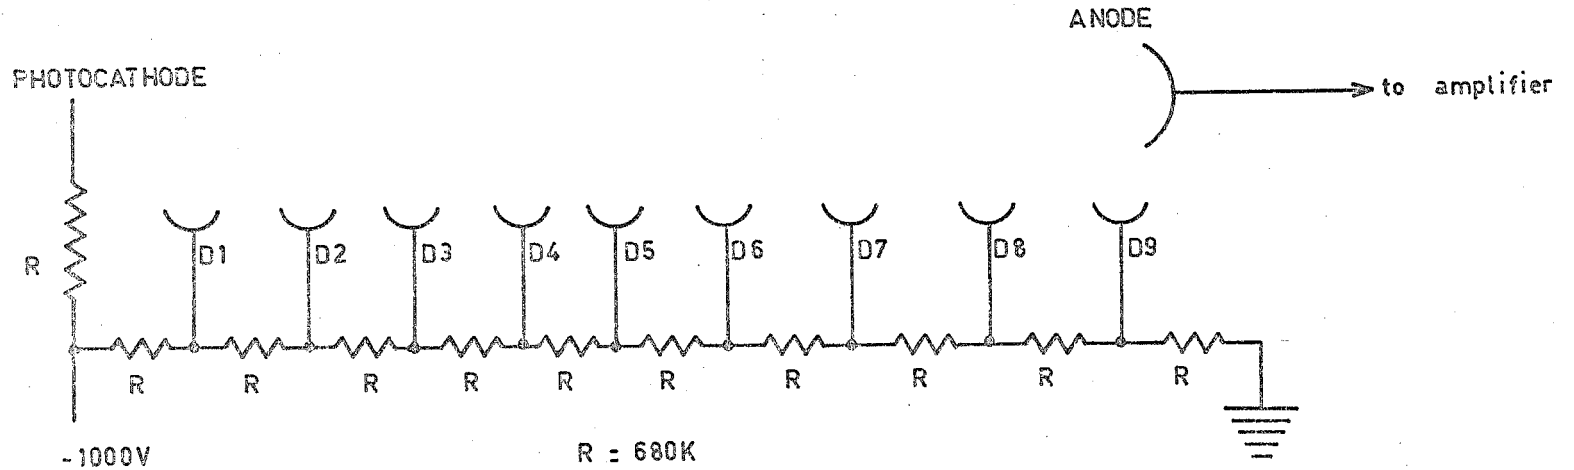 ANODE
PHOTOCATHODE
to amplifier
D1 D2 D3 D4 D5 D6 D7 D8 D9
R
R R R R R R R R R R
-1000V
R = 680K